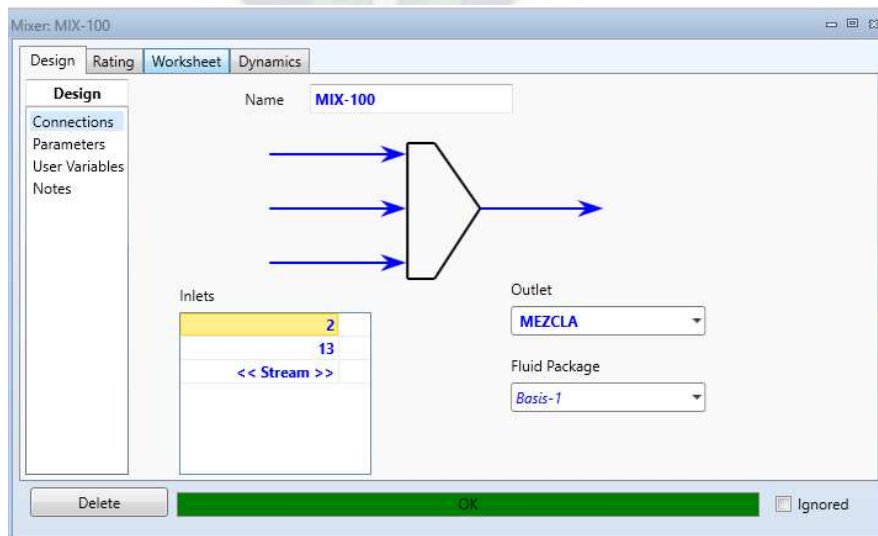 Mixer: MIX-100
Design Rating Worksheet Dynamics
Design
Connections
Parameters
User Variables
Notes
Name MIX-100
Inlets
2
13
<< Stream >>
Outlet
MEZCLA
Fluid Package
Basis-1
Delete OK Ignored